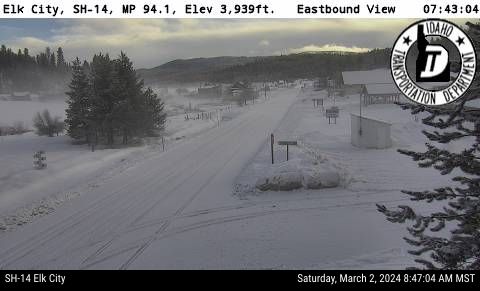 Elk City, SH-14, MP 94.1, Elev 3,939ft. Eastbound View 07:43:04
IDAHO
TRANSPORTATION DEPARTMENT
SH-14 Elk City Saturday, March 2, 2024 8:47:04 AM MST